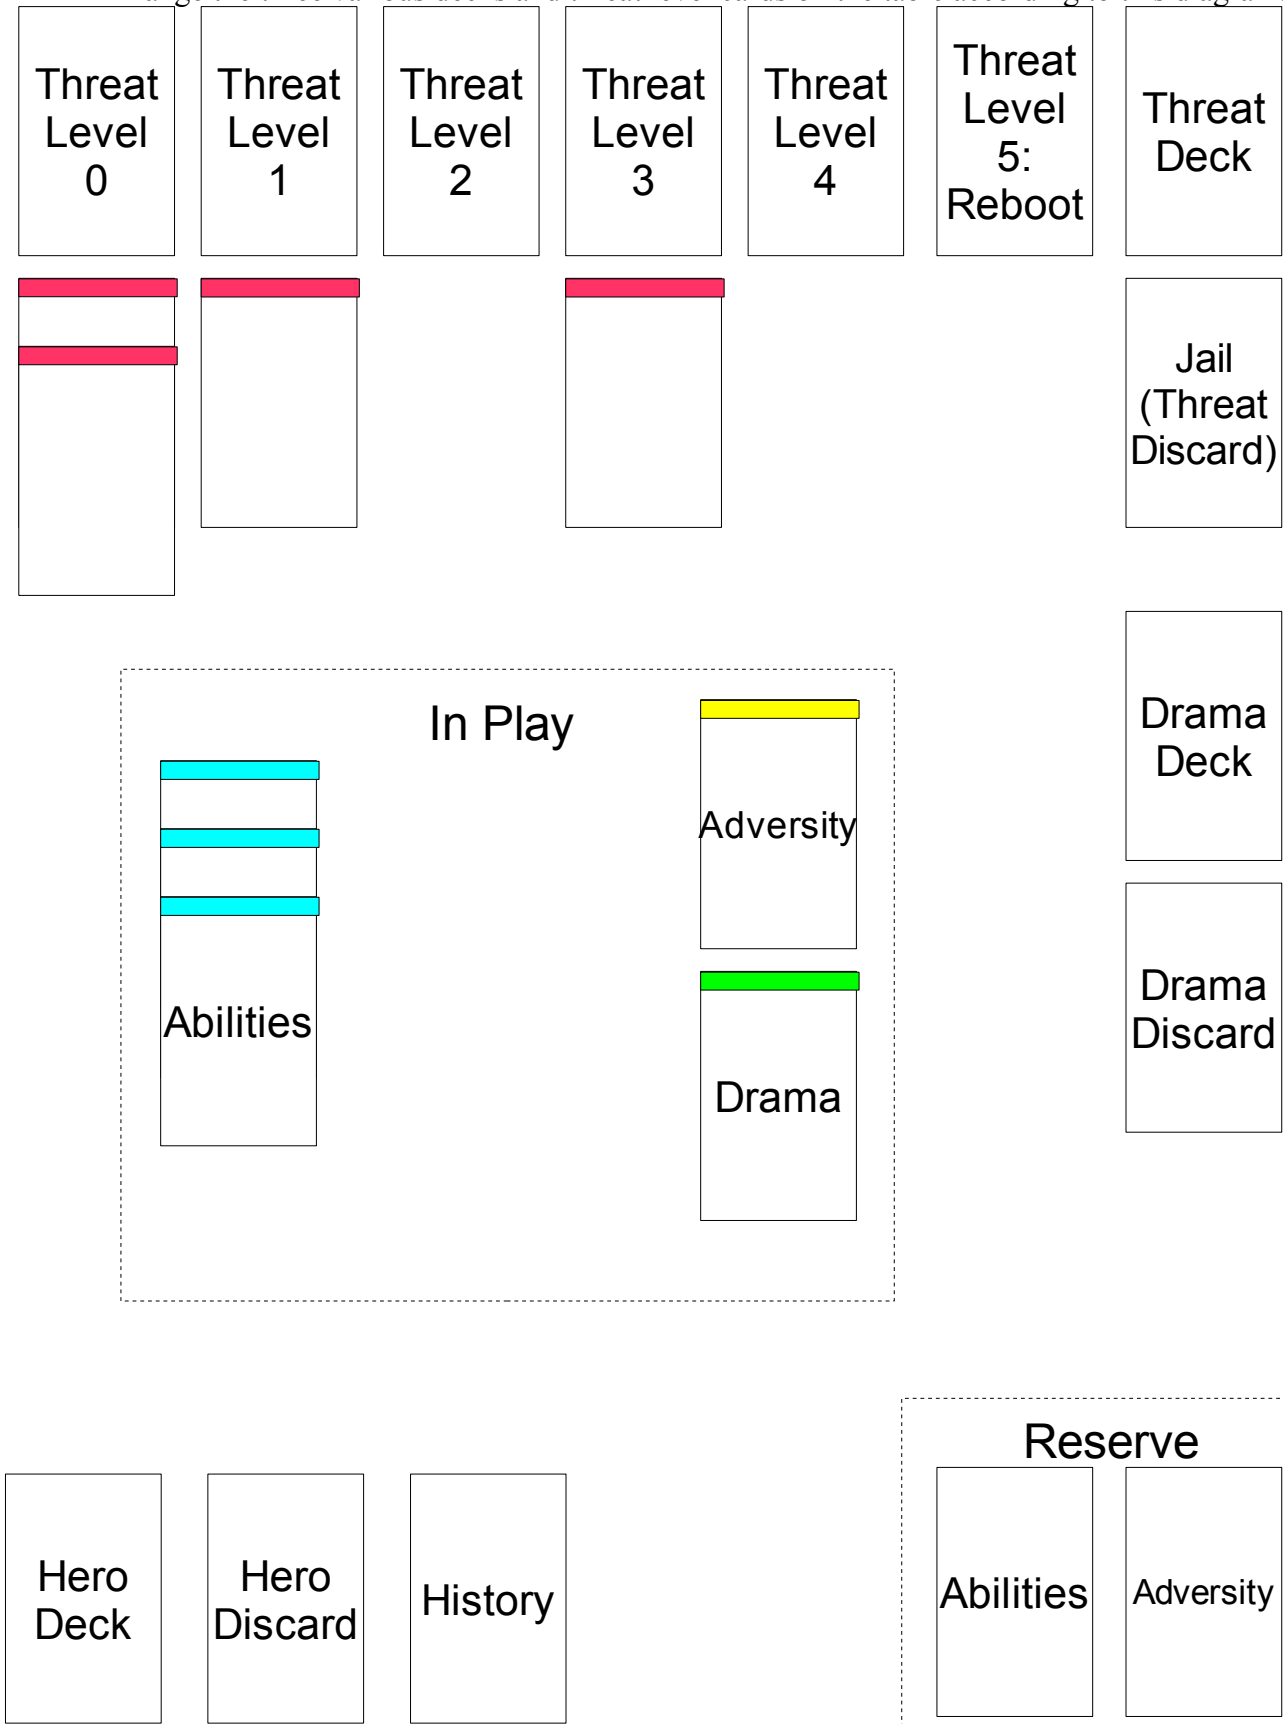 Threat
Level
0
Threat
Level
1
Threat
Level
2
Threat
Level
3
Threat
Level
4
Threat
Level
5:
Reboot
Threat
Deck
Jail
(Threat
Discard)
In Play
Abilities
Adversity
Drama
Drama
Deck
Drama
Discard
Reserve
Abilities
Adversity
Hero
Deck
Hero
Discard
History